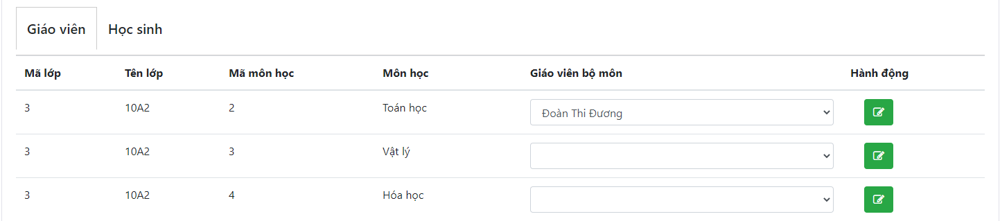 Giáo viên Học sinh
Mã lớp Tên lớp Mã môn học Môn học Giáo viên bộ môn Hành động
3 10A2 2 Toán học Đoàn Thi Đương
3 10A2 3 Vật lý
3 10A2 4 Hóa học